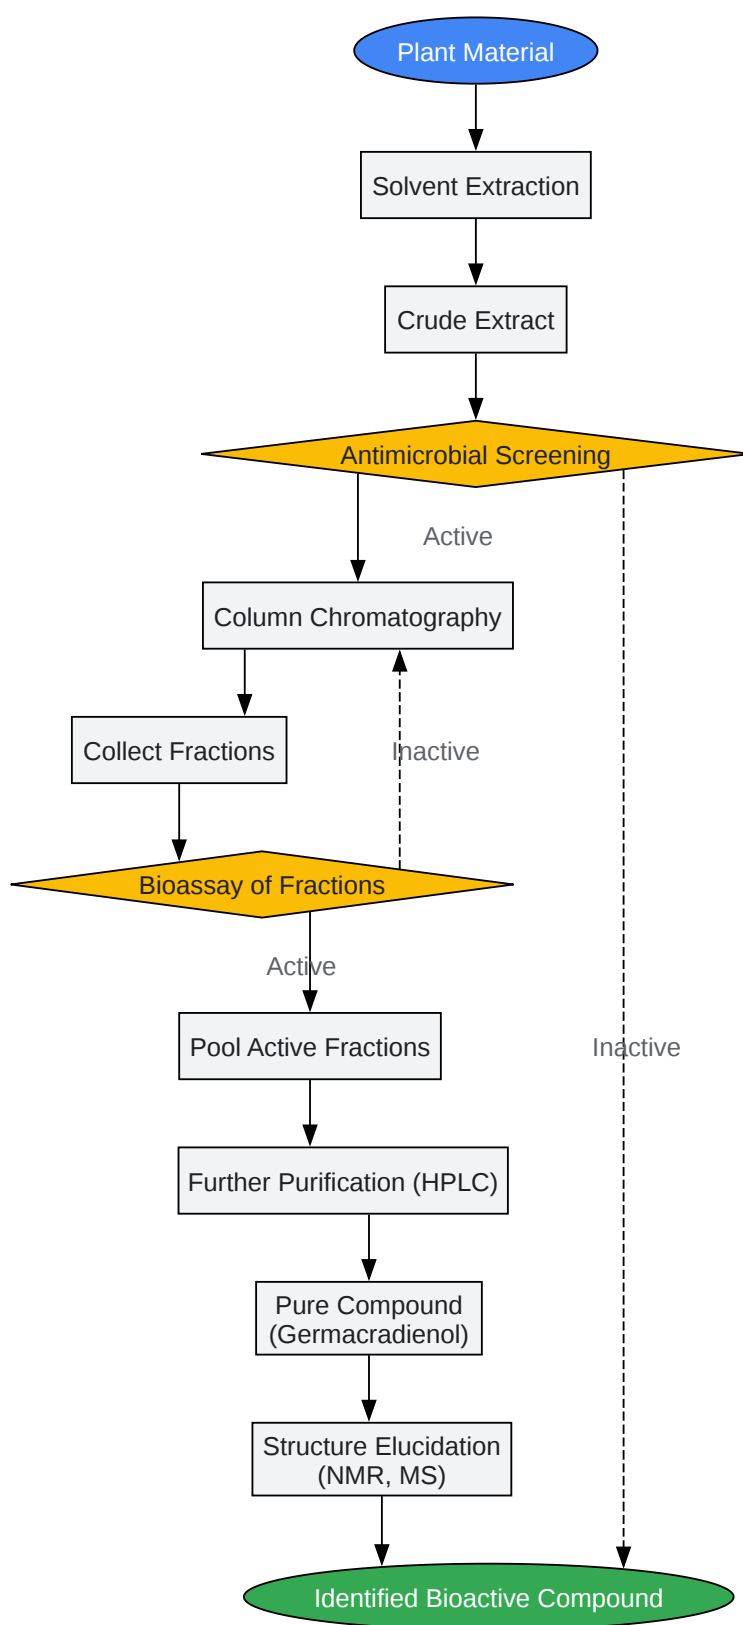 Plant Material
Solvent Extraction
Crude Extract
Antimicrobial Screening
Active
Column Chromatography
Collect Fractions
Inactive
Bioassay of Fractions
Active
Pool Active Fractions
Inactive
Further Purification (HPLC)
Pure Compound
(Germacradienol)
Structure Elucidation
(NMR, MS)
Identified Bioactive Compound